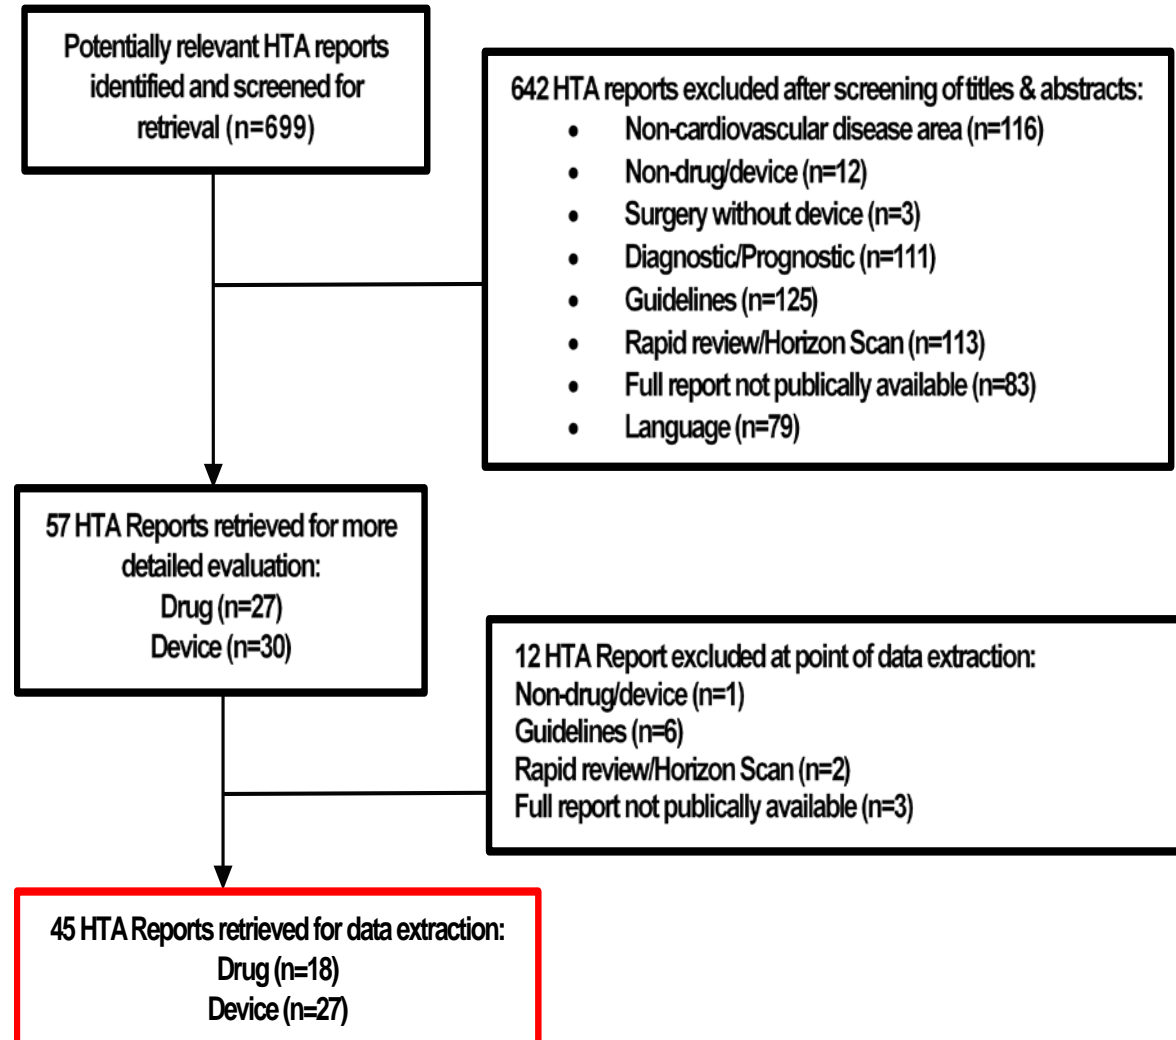 Potentially relevant HTA reports
identified and screened for
retrieval (n=699)
642 HTA reports excluded after screening of titles & abstracts:
• Non-cardiovascular disease area (n=116)
• Non-drug/device (n=12)
• Surgery without device (n=3)
• Diagnostic/Prognostic (n=111)
• Guidelines (n=125)
• Rapid review/Horizon Scan (n=113)
• Full report not publically available (n=83)
• Language (n=79)
57 HTA Reports retrieved for more
detailed evaluation:
Drug (n=27)
Device (n=30)
12 HTA Report excluded at point of data extraction:
Non-drug/device (n=1)
Guidelines (n=6)
Rapid review/Horizon Scan (n=2)
Full report not publically available (n=3)
45 HTA Reports retrieved for data extraction:
Drug (n=18)
Device (n=27)